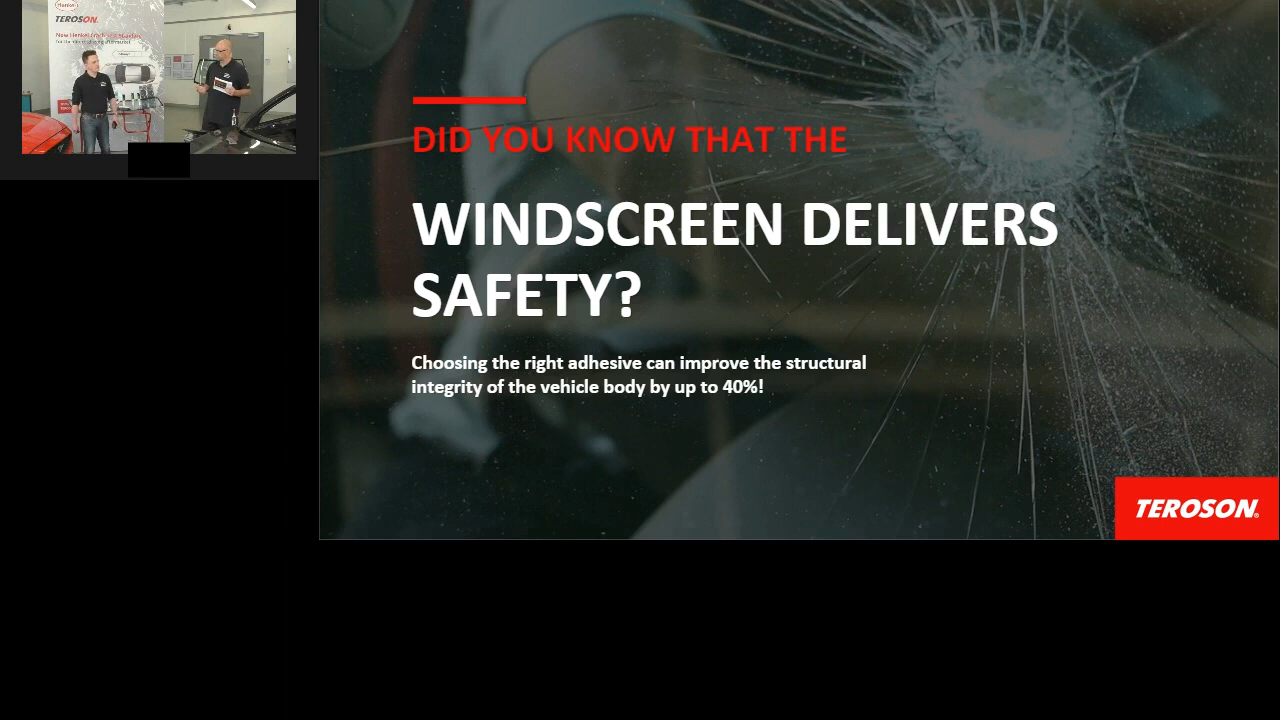 Henkel
TEROSON.
DID YOU KNOW THAT THE
WINDSCREEN DELIVERS
SAFETY?
Choosing the right adhesive can improve the structural
integrity of the vehicle body by up to 40%!
TEROSON®